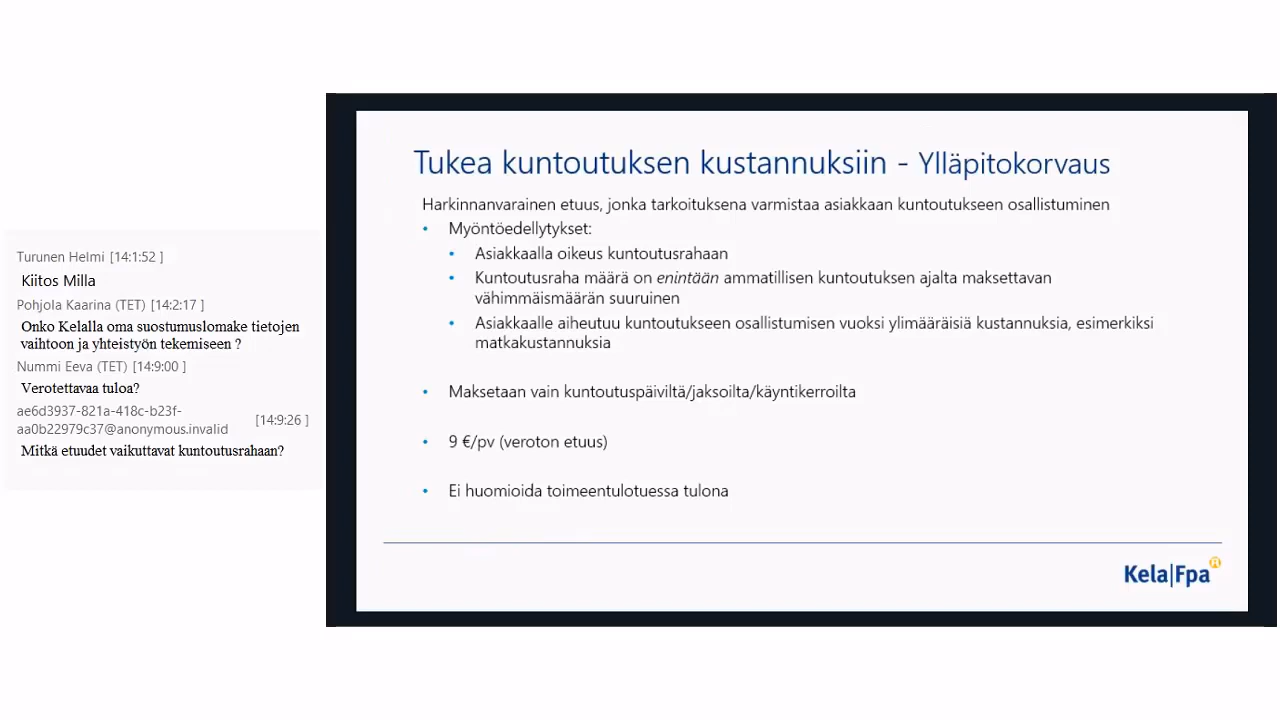 Turunen Helmi [14:1:52 ]
Kiitos Milla
Pohjola Kaarina (TET) [14:2:17 ]
Onko Kelalla oma suostumuslomake tietojen
vaihtoon ja yhteistyön tekemiseen ?
Nummi Eeva (TET) [14:9:00 ]
Verotettavaa tuloa?
ae6d3937-821a-418c-b23f-
aa0b22979c37@anonymous.invalid [14:9:26 ]
Mitkä etuudet vaikuttavat kuntoutusrahaan?
Tukea kuntoutuksen kustannuksiin - Ylläpitokorvaus
Harkinnanvarainen etuus, jonka tarkoituksena varmistaa asiakkaan kuntoutukseen osallistuminen
• Myöntöedellytykset:
• Asiakkaalla oikeus kuntoutusrahaan
• Kuntoutusraha määrä on enintään ammatillisen kuntoutuksen ajalta maksettavan
vähimmäismäärän suuruinen
• Asiakkaalle aiheutuu kuntoutukseen osallistumisen vuoksi ylimääräisiä kustannuksia, esimerkiksi
matkakustannuksia
• Maksetaan vain kuntoutuspäiviltä/jaksoilta/käyntikerroilta
• 9 €/pv (veroton etuus)
• Ei huomioida toimeentulotuessa tulona
Kela|Fpa